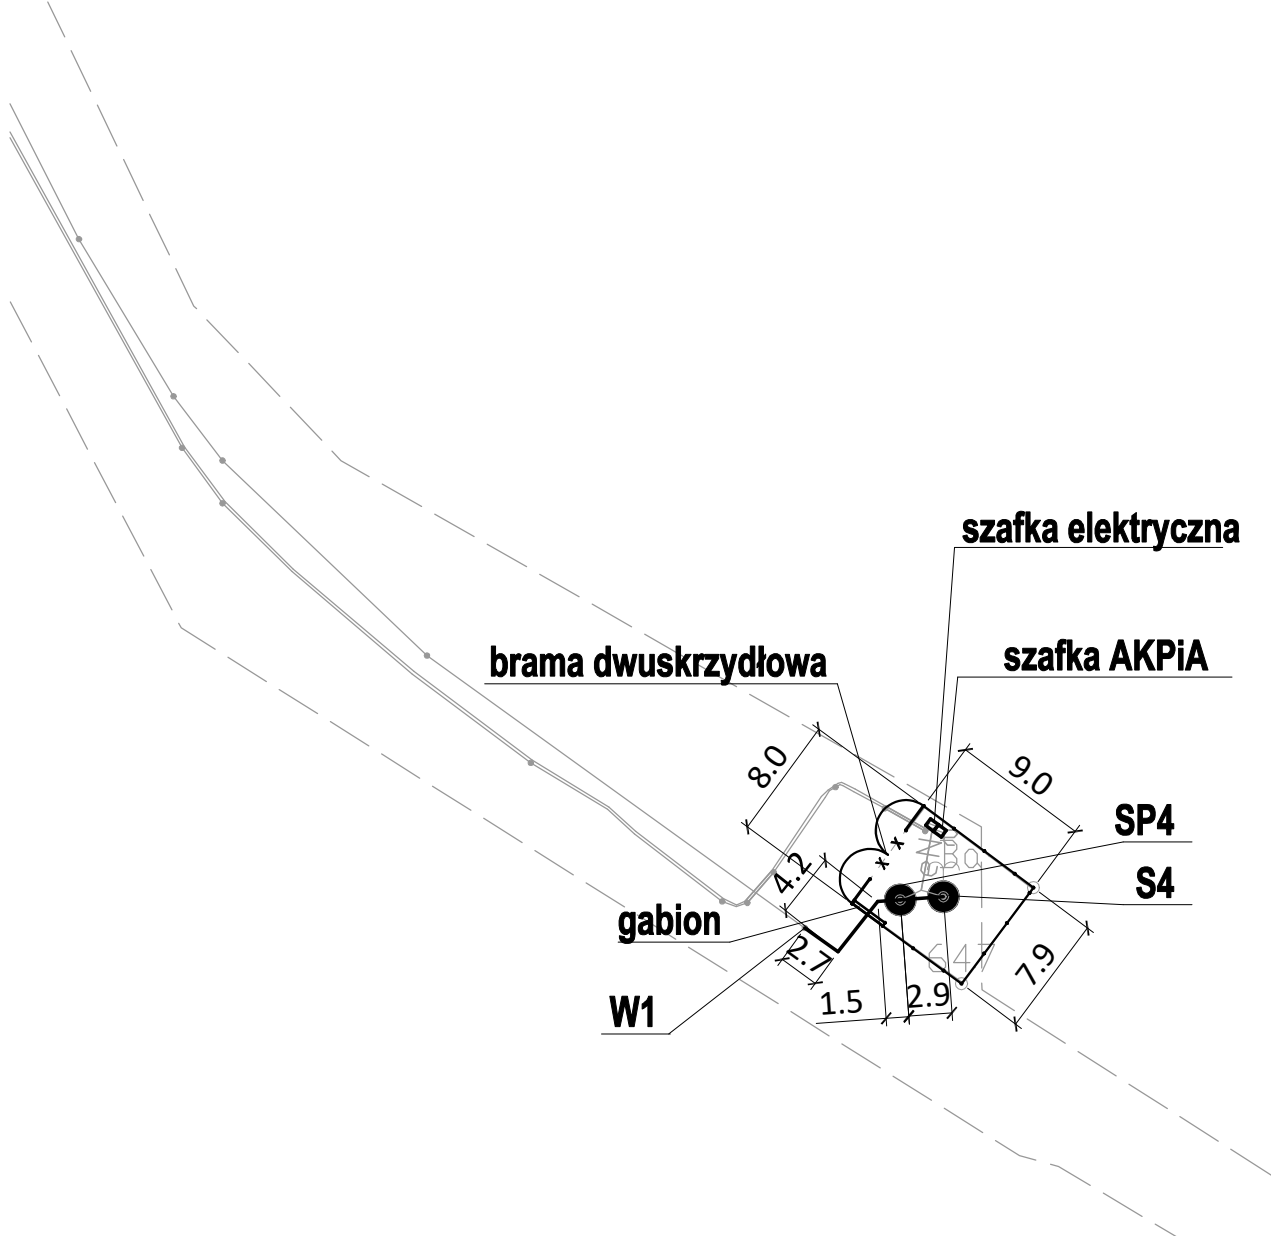 szafka elektryczna
szafka AKPiA
brama dwuskrzydłowa
8.0
9.0
SP4
S4
4.2
gabion
2.7
7.9
W1
1.5
2.9